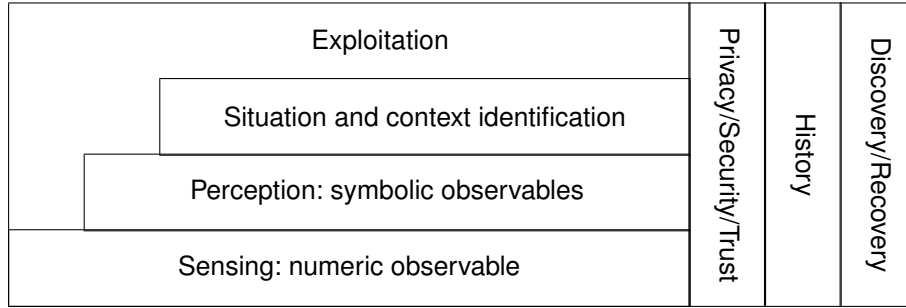 Exploitation
Situation and context identification
Perception: symbolic observables
Sensing: numeric observable
Privacy/Security/Trust
History
Discovery/Recovery